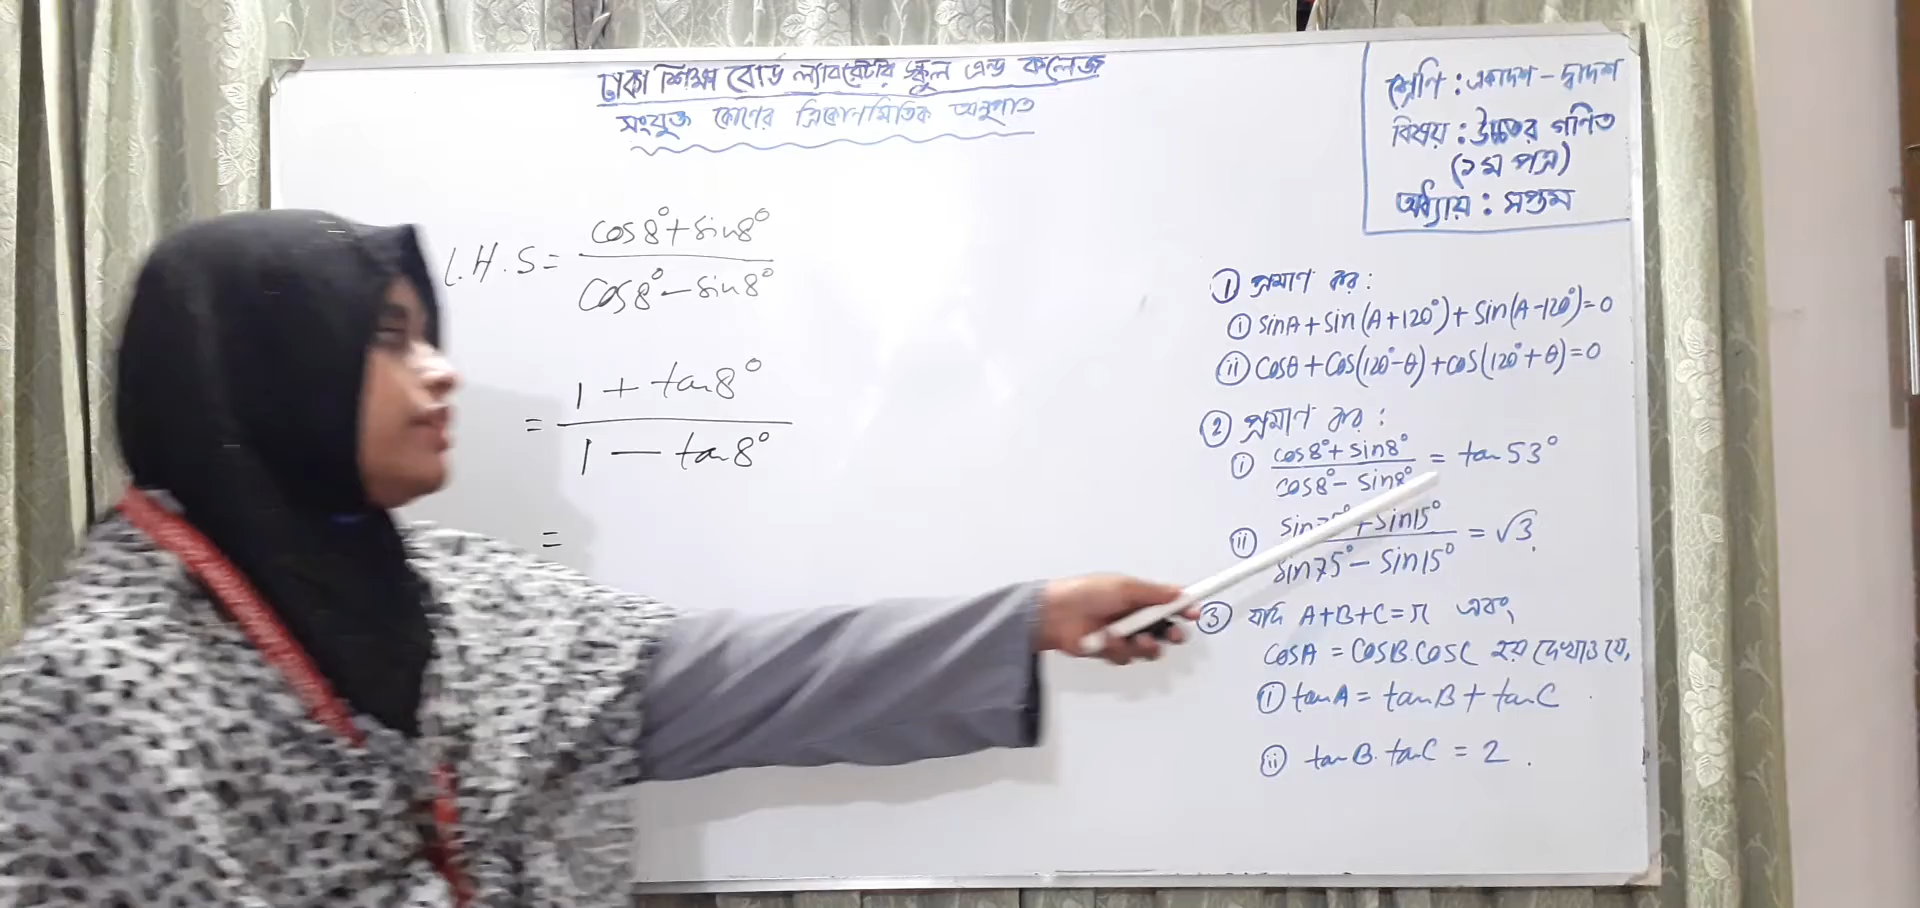 ঢাকা শিক্ষা বোর্ড ল্যাবরেটরি স্কুল এন্ড কলেজ
সংযুক্ত কোণের ত্রিকোণমিতিক অনুপাত
শ্রেণি : একাদশ - দ্বাদশ
বিষয় : উচ্চতর গণিত
(১ম পত্র)
অধ্যায় : সপ্তম
L.H.S = (cos8° + sin8°) / (cos8° - sin8°)
= (1 + tan8°) / (1 - tan8°)
=
① প্রমাণ কর :
ⓘ sinA + sin(A+120°) + sin(A-120°) = 0
ⓘⓘ cosθ + cos(120°-θ) + cos(120°+θ) = 0
② প্রমাণ কর :
ⓘ (cos8° + sin8°) / (cos8° - sin8°) = tan53°
ⓘⓘ (sin75° + sin15°) / (sin75° - sin15°) = √3.
③ যদি A+B+C = π এবং,
cosA = cosB.cosC হয় দেখাও যে,
ⓘ tanA = tanB + tanC
ⓘⓘ tanB.tanC = 2.